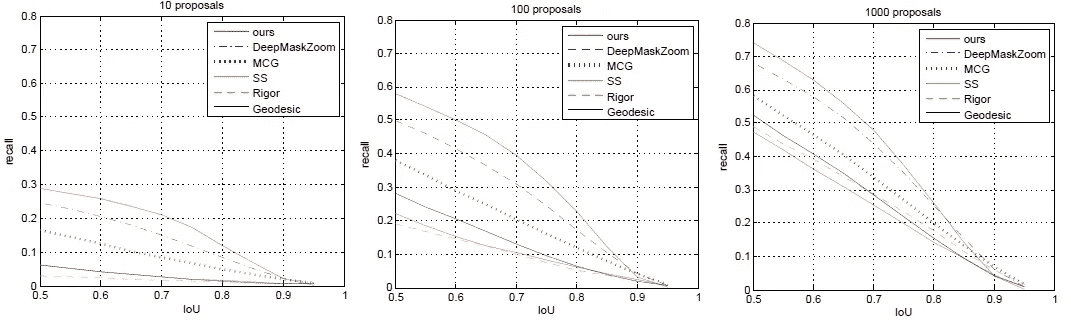 10 proposals
0.8
0.7
0.6
0.5
0.4
0.3
0.2
0.1
0
recall
ours
DeepMaskZoom
MCG
SS
Rigor
Geodesic
0.5 0.6 0.7 0.8 0.9 1
IoU
100 proposals
0.8
0.7
0.6
0.5
0.4
0.3
0.2
0.1
0
recall
ours
DeepMaskZoom
MCG
SS
Rigor
Geodesic
0.5 0.6 0.7 0.8 0.9 1
IoU
1000 proposals
0.8
0.7
0.6
0.5
0.4
0.3
0.2
0.1
0
recall
ours
DeepMaskZoom
MCG
SS
Rigor
Geodesic
0.5 0.6 0.7 0.8 0.9 1
IoU